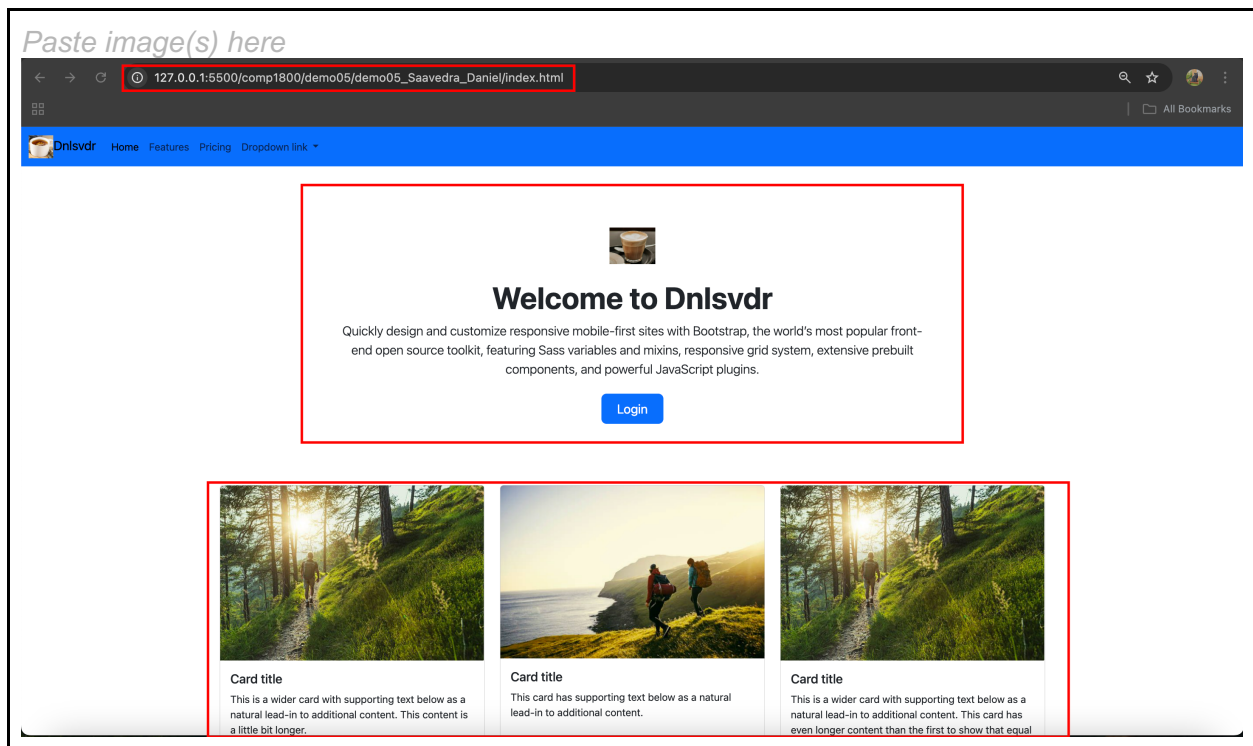 Paste image(s) here
127.0.0.1:5500/comp1800/demo05/demo05_Saavedra_Daniel/index.html
All Bookmarks
Dnlsvdr Home Features Pricing Dropdown link
Welcome to Dnlsvdr
Quickly design and customize responsive mobile-first sites with Bootstrap, the world's most popular front-
end open source toolkit, featuring Sass variables and mixins, responsive grid system, extensive prebuilt
components, and powerful JavaScript plugins.
Login
Card title
This is a wider card with supporting text below as a
natural lead-in to additional content. This content is
a little bit longer.
Card title
This card has supporting text below as a natural
lead-in to additional content.
Card title
This is a wider card with supporting text below as a
natural lead-in to additional content. This card has
even longer content than the first to show that equal